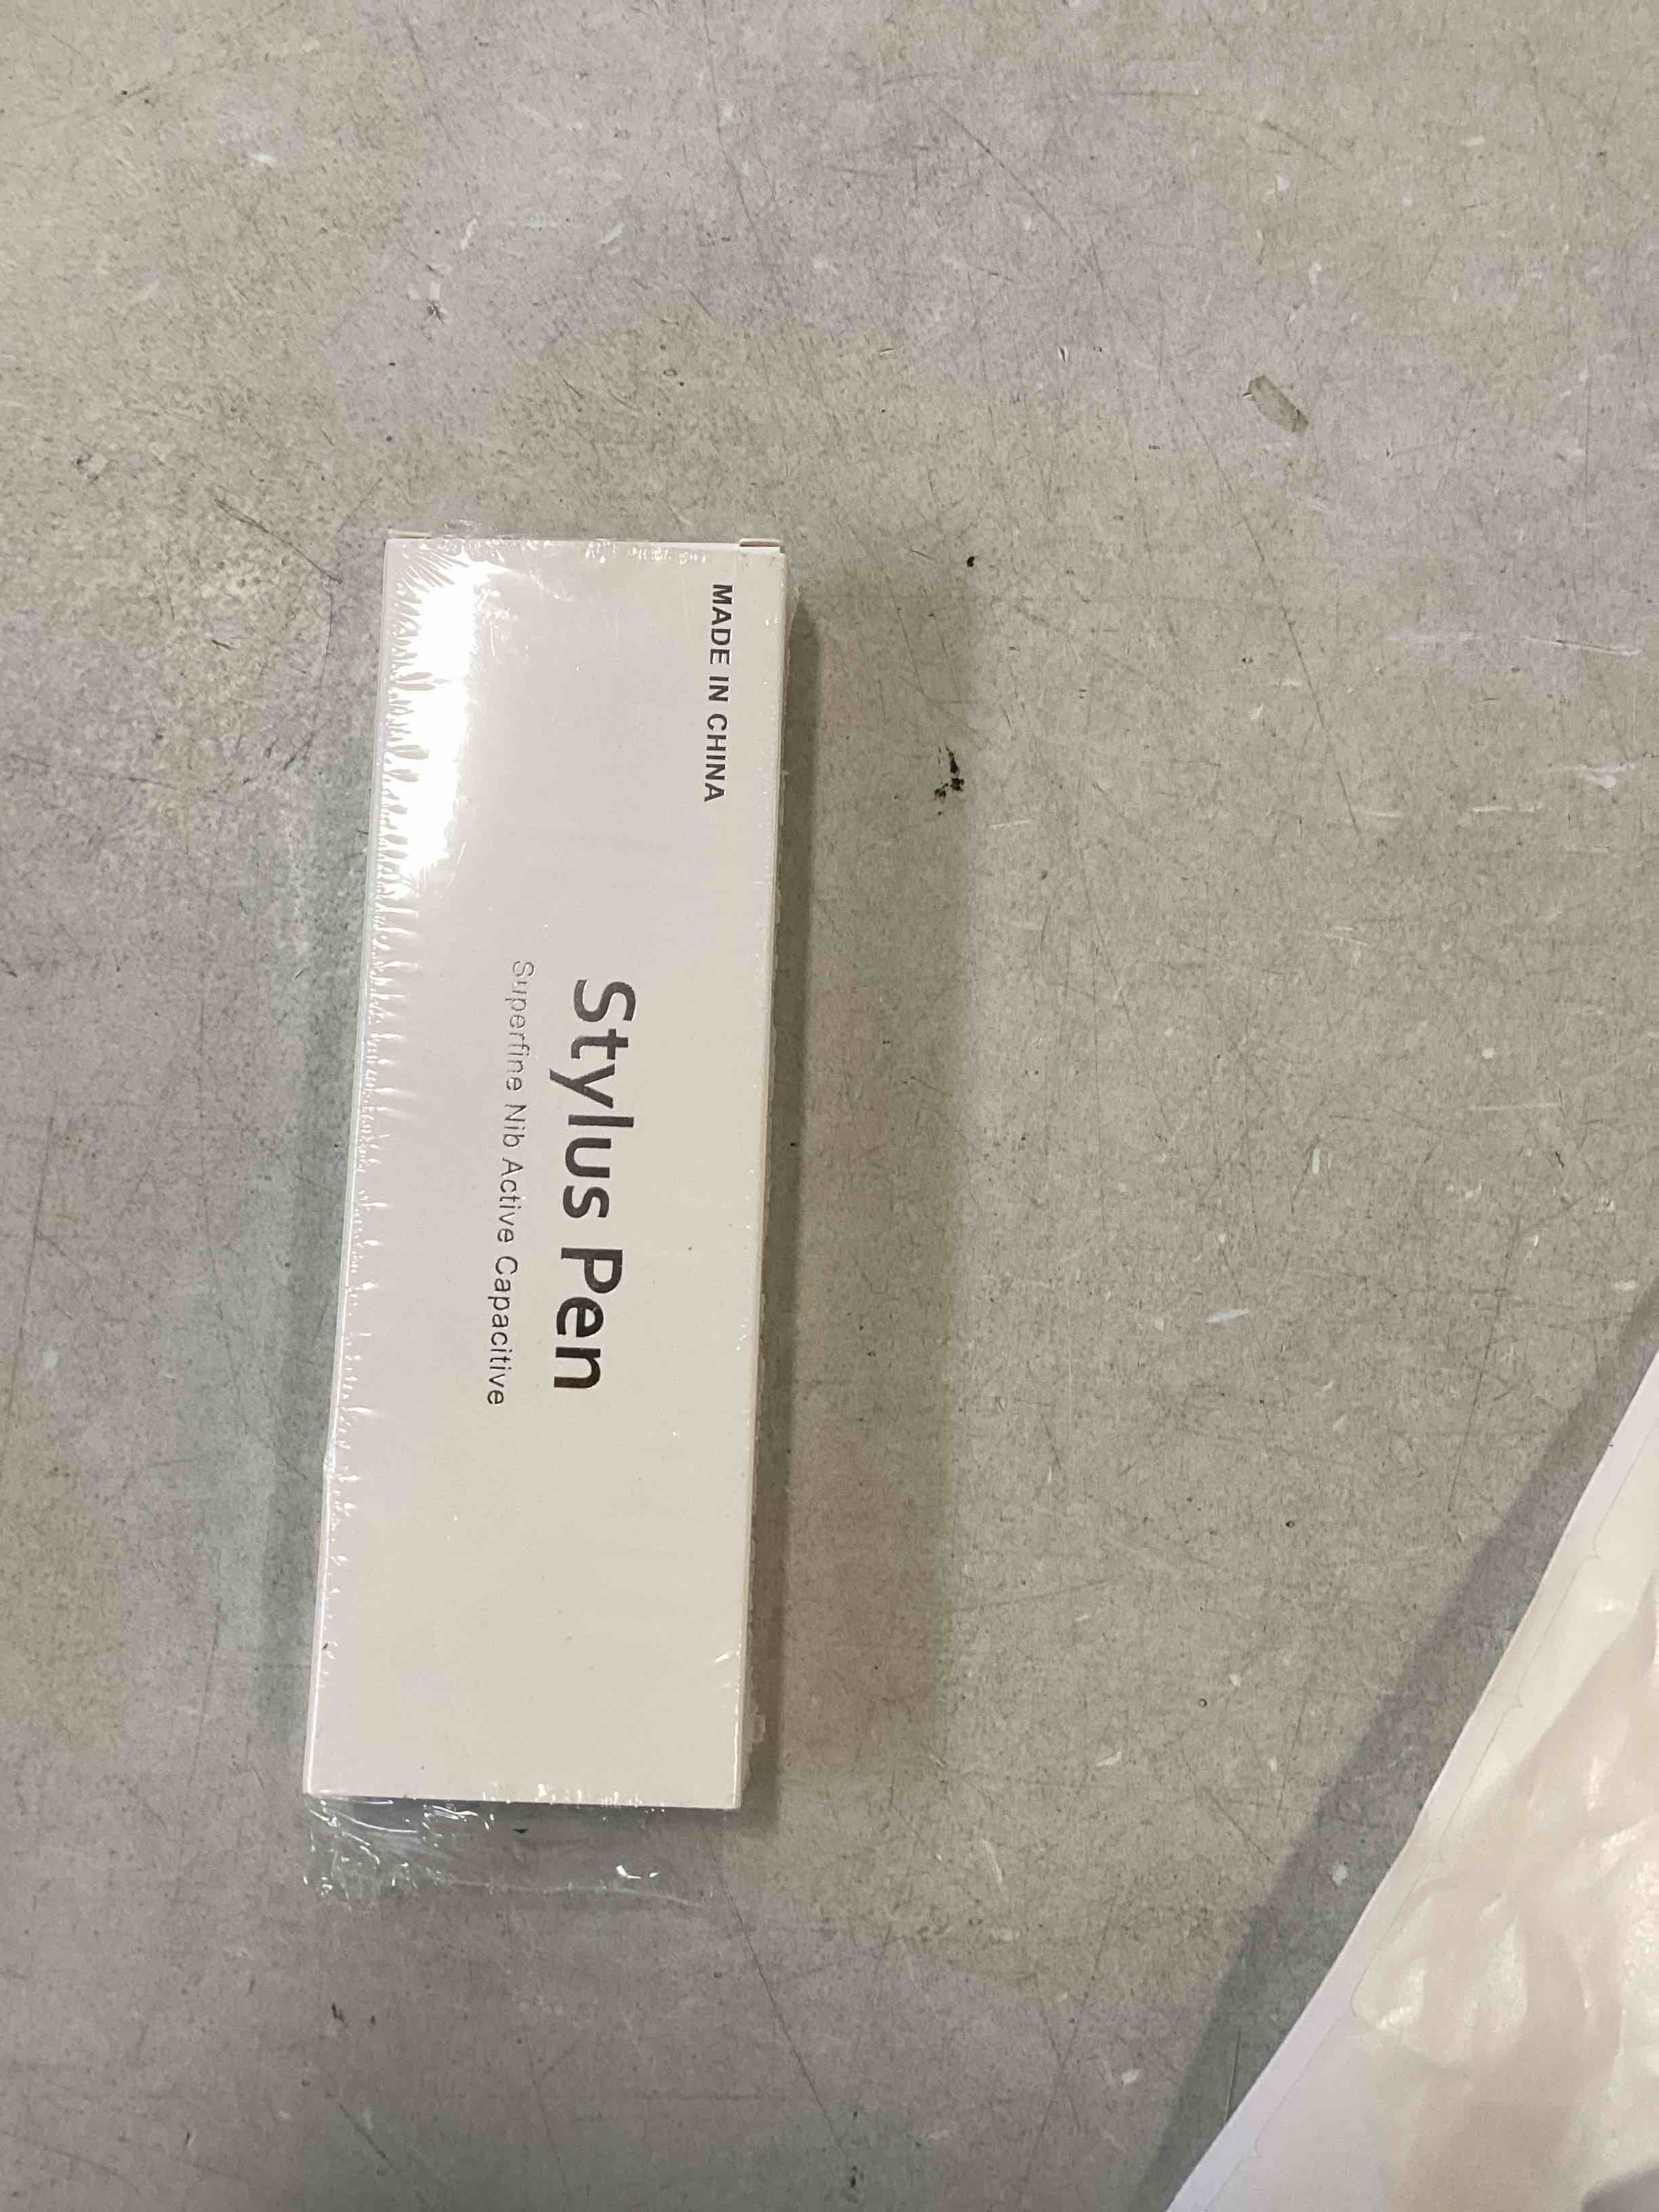 MADE IN CHINA
Stylus Pen
Superfine Nib Active Capacitive